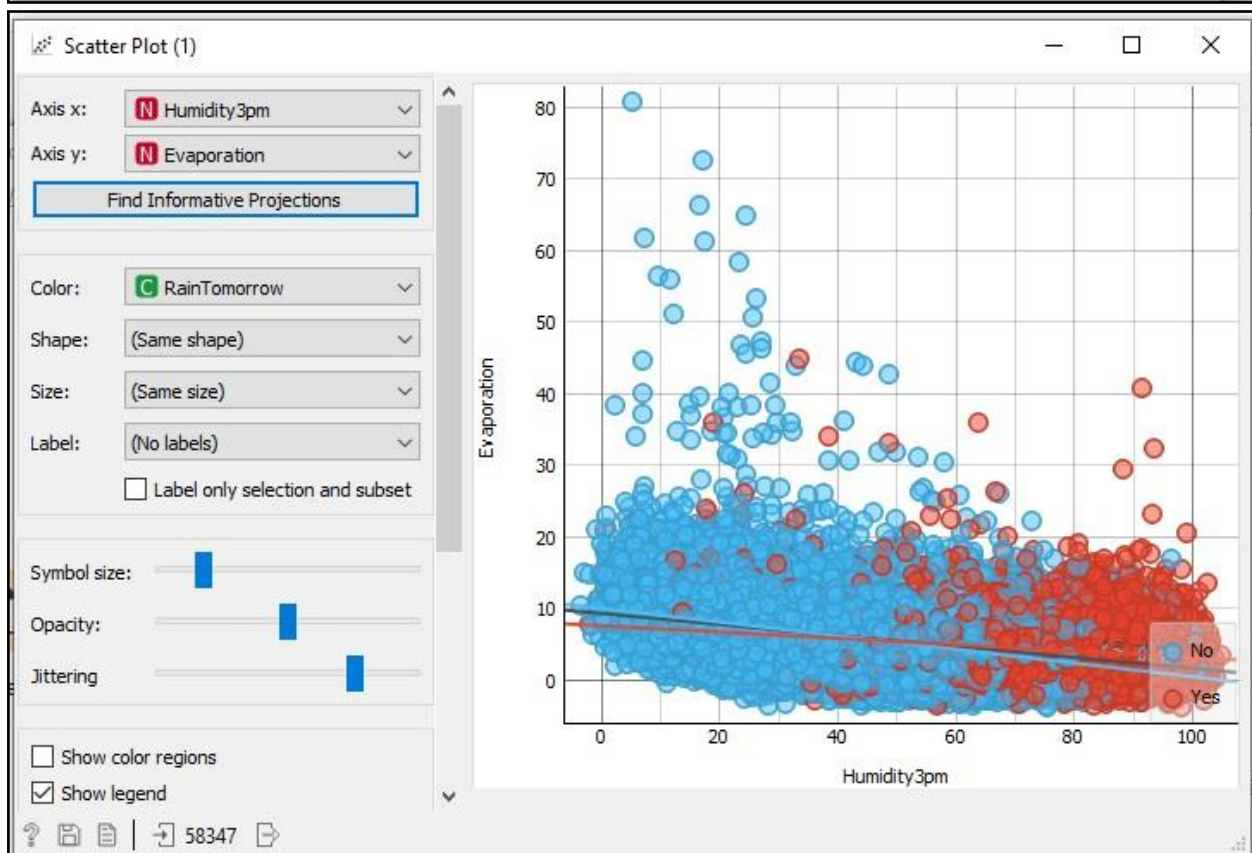 Scatter Plot (1)
Axis x: N Humidity3pm
Axis y: N Evaporation
Find Informative Projections
Color: C RainTomorrow
Shape: (Same shape)
Size: (Same size)
Label: (No labels)
Label only selection and subset
Symbol size:
Opacity:
Jittering
Show color regions
Show legend
? 58347
80
70
60
50
40
30
20
10
0
Evaporation
0 20 40 60 80 100
Humidity3pm
No
Yes